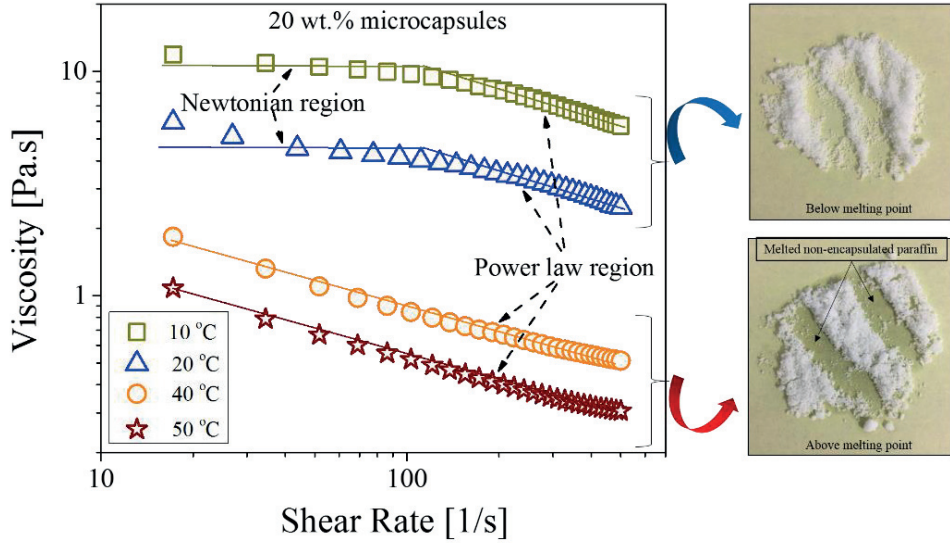 20 wt.% microcapsules
10
Newtonian region
Viscosity [Pa.s]
Power law region
1
10 °C
20 °C
40 °C
50 °C
10
100
Shear Rate [1/s]
Below melting point
Melted non-encapsulated paraffin
Above melting point